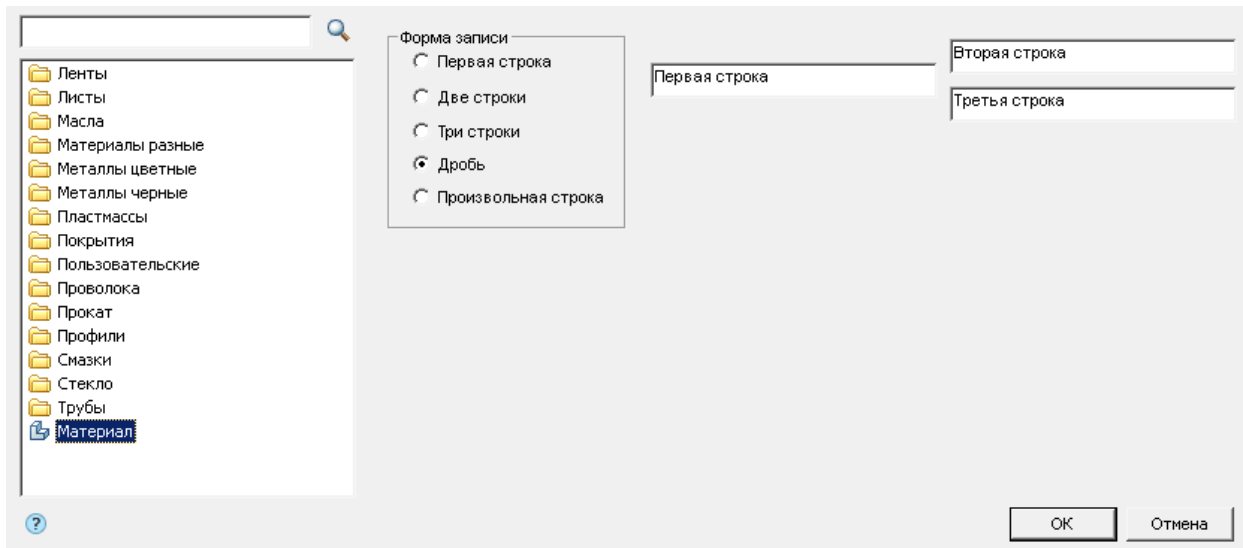 Ленты
Листы
Масла
Материалы разные
Металлы цветные
Металлы черные
Пластмассы
Покрытия
Пользовательские
Проволока
Прокат
Профили
Смазки
Стекло
Трубы
Материал
Форма записи
Первая строка
Две строки
Три строки
Дробь
Произвольная строка
Первая строка
Вторая строка
Третья строка
?
ОК
Отмена